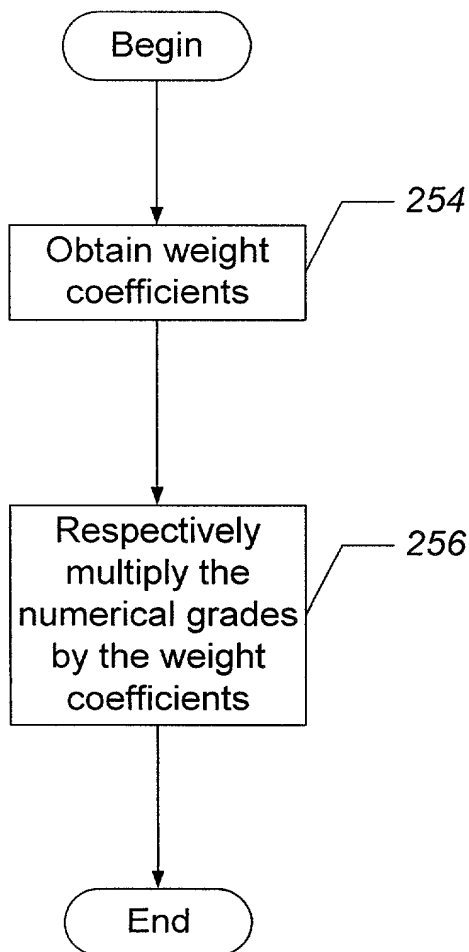 Begin
254
Obtain weight
coefficients
256
Respectively
multiply the
numerical grades
by the weight
coefficients
End